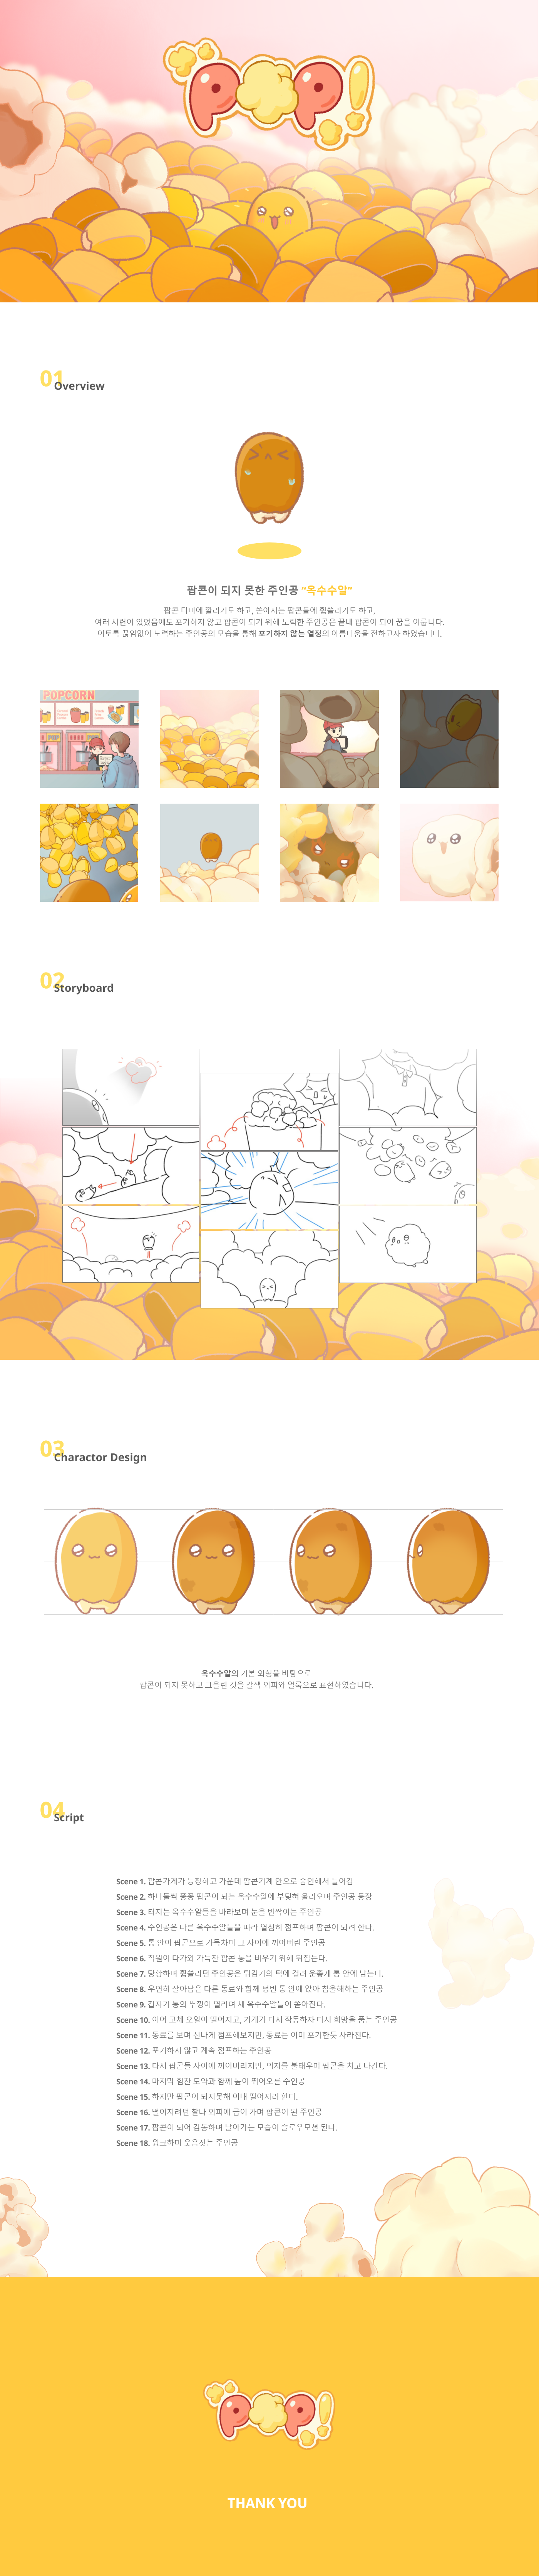 POP!
01
Overview
팝콘이 되지 못한 주인공 "옥수수알"
팝콘 더미에 깔리기도 하고, 쏟아지는 팝콘들에 휩쓸리기도 하고,
여러 시련이 있었음에도 포기하지 않고 팝콘이 되기 위해 노력한 주인공은 끝내 팝콘이 되어 꿈을 이룹니다.
이토록 끊임없이 노력하는 주인공의 모습을 통해 포기하지 않는 열정의 아름다움을 전하고자 하였습니다.
POPCORN
02
Storyboard
03
Charactor Design
옥수수알의 기본 외형을 바탕으로
팝콘이 되지 못하고 그을린 것을 갈색 외피와 얼룩으로 표현하였습니다.
04
Script
Scene 1. 팝콘가게가 등장하고 가운데 팝콘기계 안으로 줌인해서 들어감
Scene 2. 하나둘씩 퐁퐁 팝콘이 되는 옥수수알에 부딪혀 올라오며 주인공 등장
Scene 3. 터지는 옥수수알들을 바라보며 눈을 반짝이는 주인공
Scene 4. 주인공은 다른 옥수수알들을 따라 열심히 점프하며 팝콘이 되려 한다.
Scene 5. 통 안이 팝콘으로 가득차며 그 사이에 끼어버린 주인공
Scene 6. 직원이 다가와 가득찬 팝콘 통을 비우기 위해 뒤집는다.
Scene 7. 당황하며 휩쓸리던 주인공은 튀김기의 턱에 걸려 운좋게 통 안에 남는다.
Scene 8. 우연히 살아남은 다른 동료와 함께 텅빈 통 안에 앉아 침울해하는 주인공
Scene 9. 갑자기 통의 뚜껑이 열리며 새 옥수수알들이 쏟아진다.
Scene 10. 이어 고체 오일이 떨어지고, 기계가 다시 작동하자 다시 희망을 품는 주인공
Scene 11. 동료를 보며 신나게 점프해보지만, 동료는 이미 포기한듯 사라진다.
Scene 12. 포기하지 않고 계속 점프하는 주인공
Scene 13. 다시 팝콘들 사이에 끼어버리지만, 의지를 불태우며 팝콘을 지고 나간다.
Scene 14. 마지막 힘찬 도약과 함께 높이 뛰어오른 주인공
Scene 15. 하지만 팝콘이 되지못해 이내 떨어지려 한다.
Scene 16. 떨어지려던 찰나 외피에 금이 가며 팝콘이 된 주인공
Scene 17. 팝콘이 되어 감동하며 날아가는 모습이 슬로우모션 된다.
Scene 18. 윙크하며 웃음짓는 주인공
POP!
THANK YOU